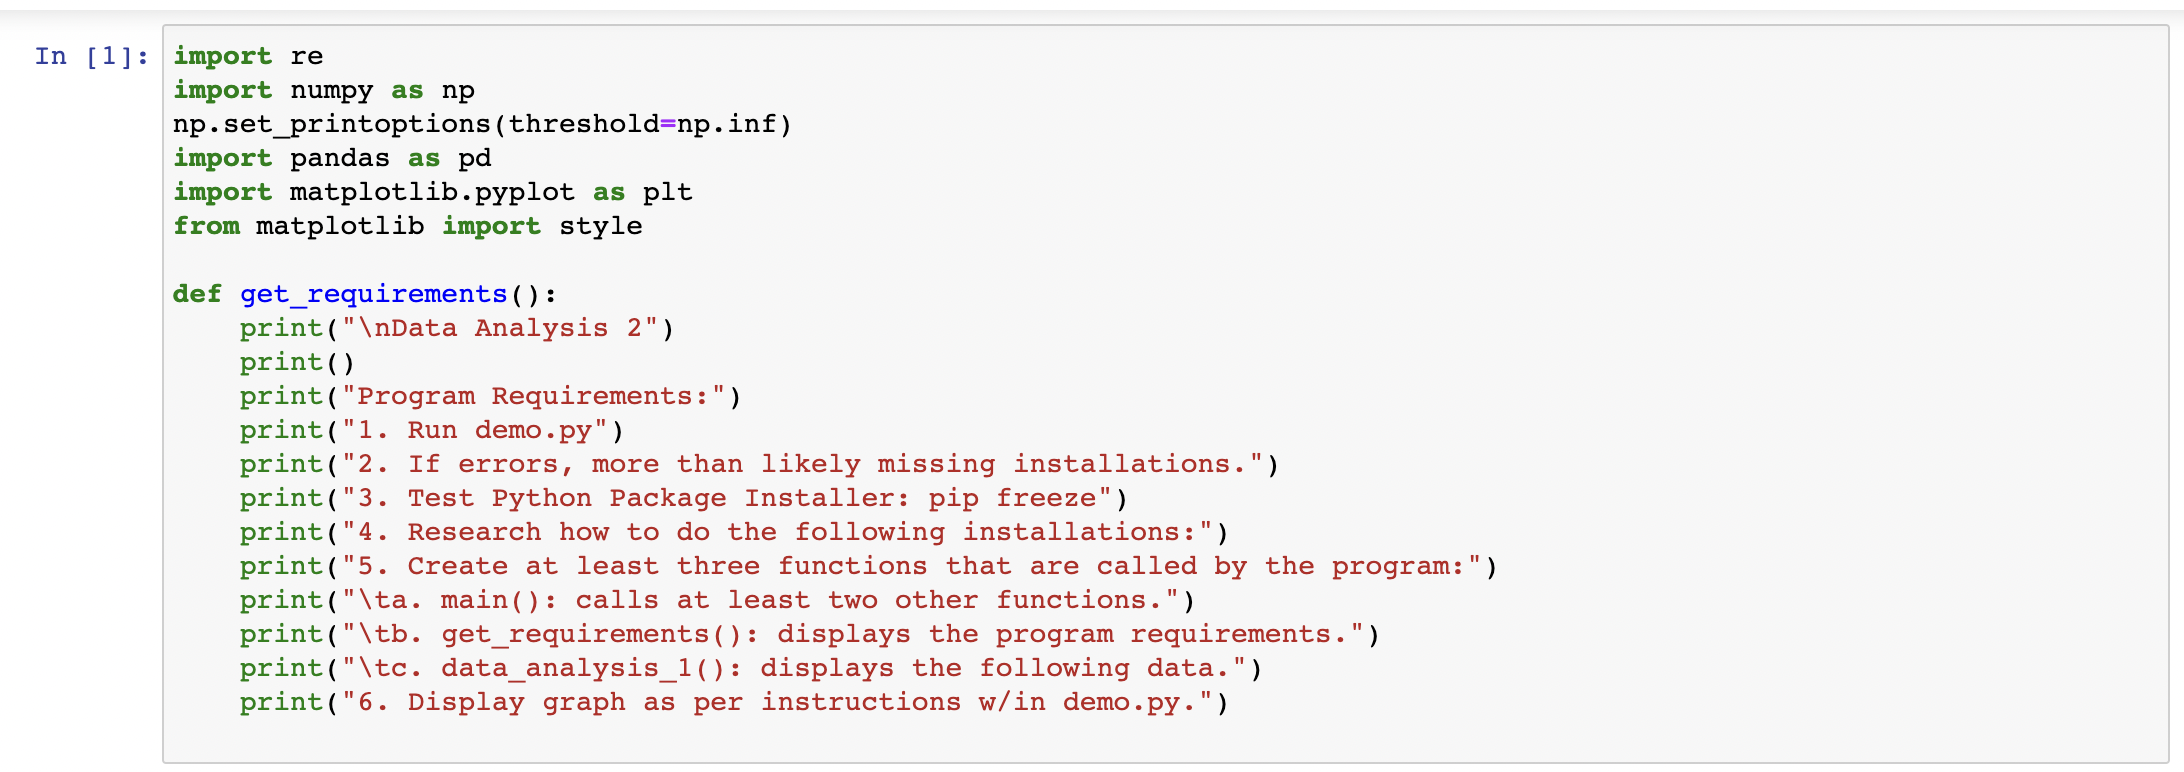 In [1]: import re
import numpy as np
np.set_printoptions(threshold=np.inf)
import pandas as pd
import matplotlib.pyplot as plt
from matplotlib import style

def get_requirements():
    print("\nData Analysis 2")
    print()
    print("Program Requirements:")
    print("1. Run demo.py")
    print("2. If errors, more than likely missing installations.")
    print("3. Test Python Package Installer: pip freeze")
    print("4. Research how to do the following installations:")
    print("5. Create at least three functions that are called by the program:")
    print("\ta. main(): calls at least two other functions.")
    print("\tb. get_requirements(): displays the program requirements.")
    print("\tc. data_analysis_1(): displays the following data.")
    print("6. Display graph as per instructions w/in demo.py.")